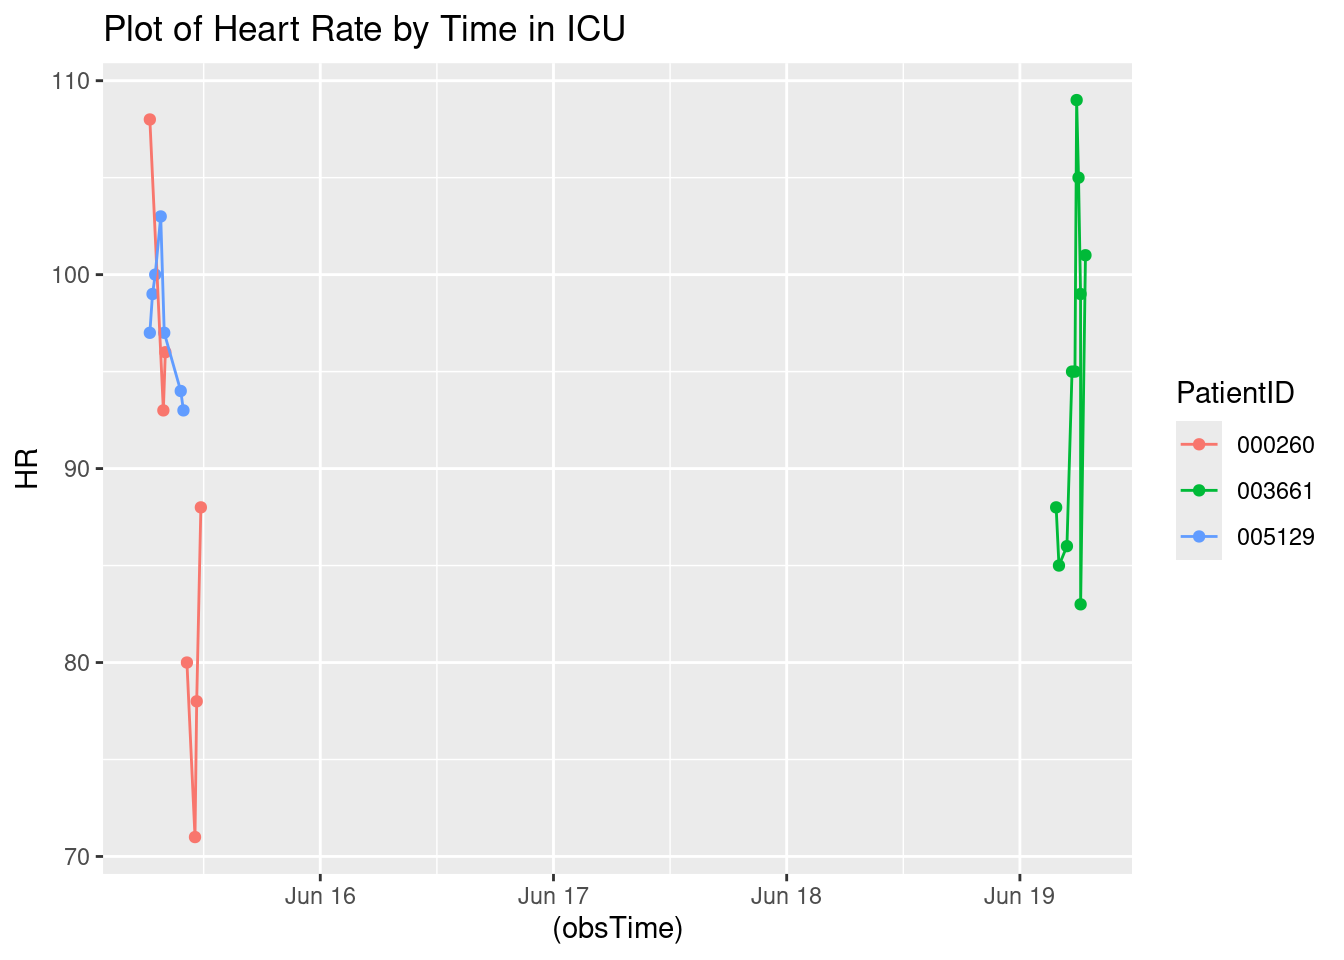 Plot of Heart Rate by Time in ICU
110
100
90
80
70
HR
Jun 16
Jun 17
Jun 18
Jun 19
(obsTime)
PatientID
000260
003661
005129